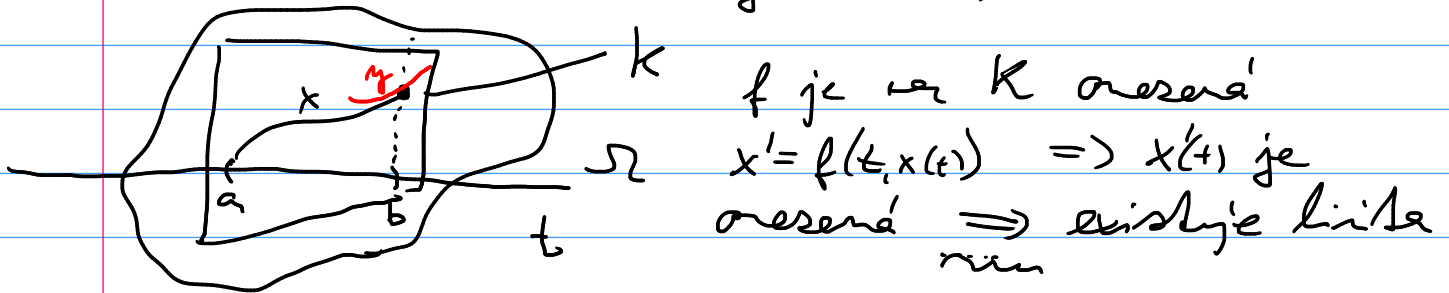 K
y
x
f je na K omezená
Ω
x' = f(t, x(t)) => x'(t) je
a
b
t
omezená => existuje limita